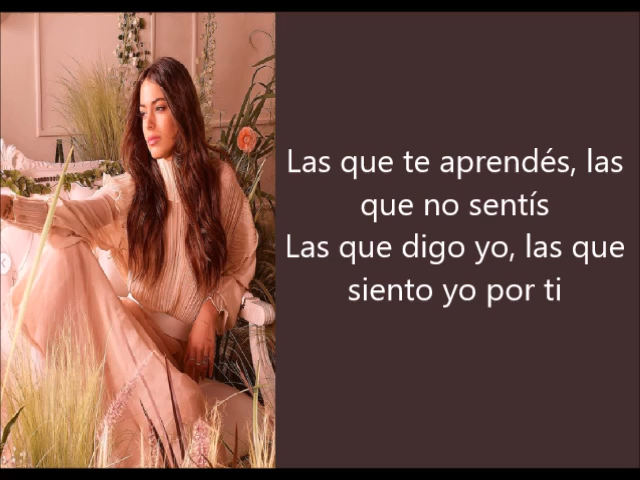 Las que te aprendés, las
que no sentís
Las que digo yo, las que
siento yo por ti